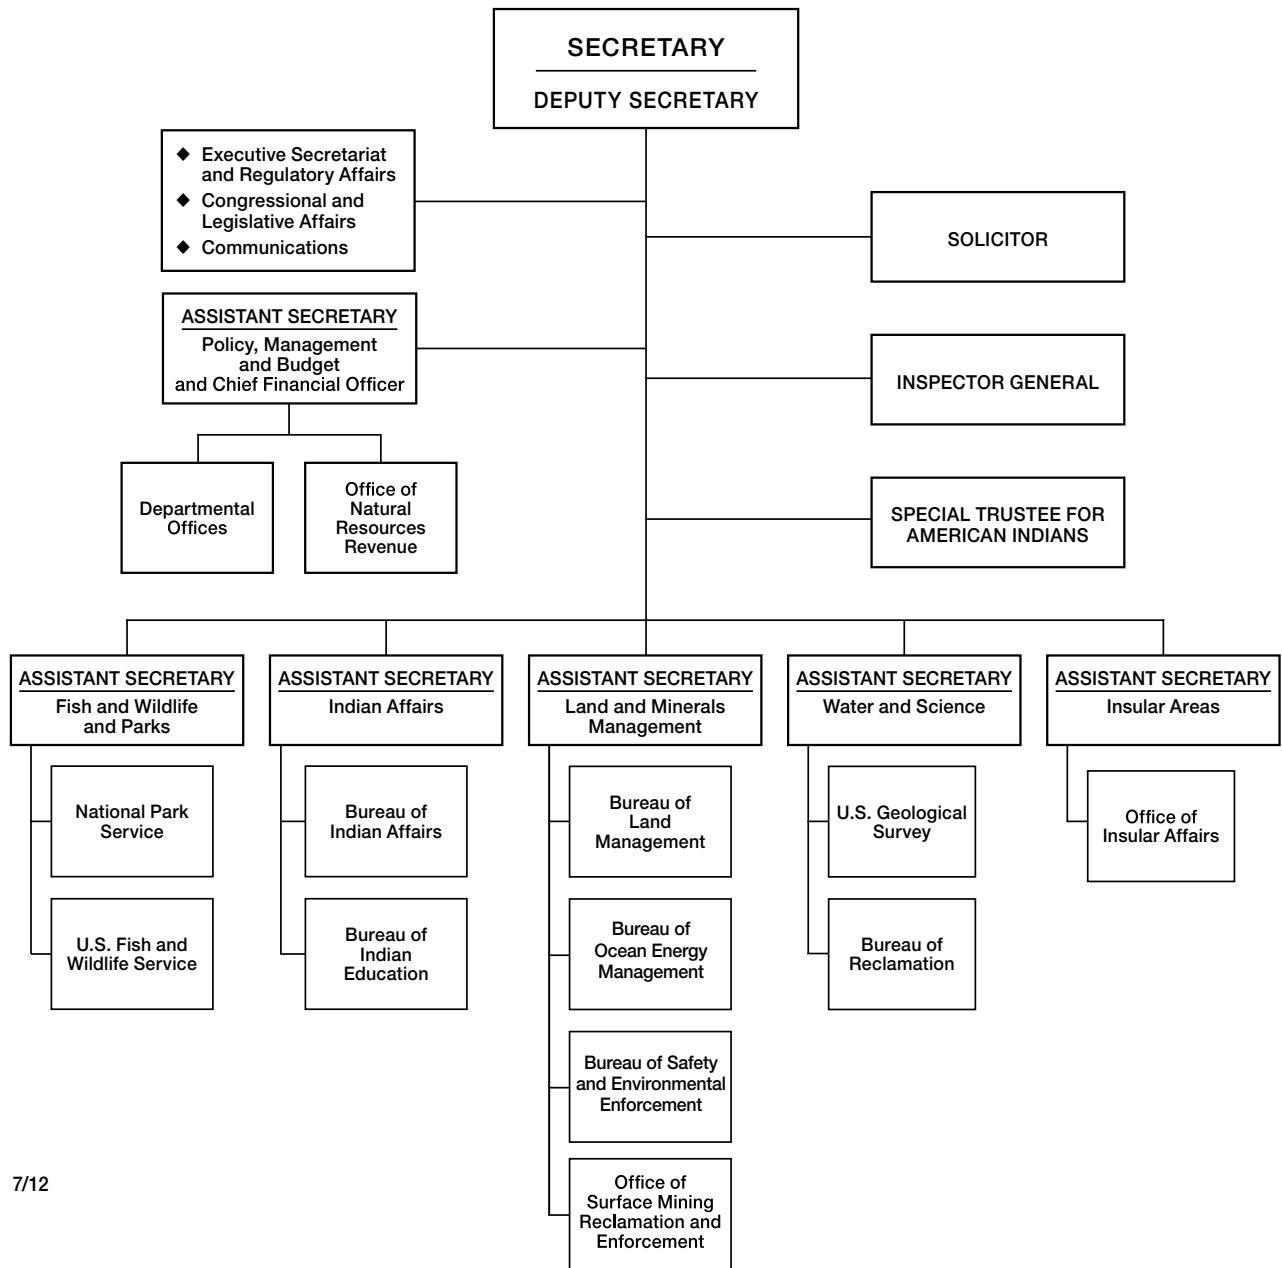 SECRETARY
DEPUTY SECRETARY
◆ Executive Secretariat
and Regulatory Affairs
◆ Congressional and
Legislative Affairs
◆ Communications
SOLICITOR
ASSISTANT SECRETARY
Policy, Management
and Budget
and Chief Financial Officer
INSPECTOR GENERAL
Departmental
Offices
Office of
Natural
Resources
Revenue
SPECIAL TRUSTEE FOR
AMERICAN INDIANS
ASSISTANT SECRETARY
Fish and Wildlife
and Parks
National Park
Service
U.S. Fish and
Wildlife Service
ASSISTANT SECRETARY
Indian Affairs
Bureau of
Indian Affairs
Bureau of
Indian
Education
ASSISTANT SECRETARY
Land and Minerals
Management
Bureau of
Land
Management
Bureau of
Ocean Energy
Management
Bureau of Safety
and Environmental
Enforcement
Office of
Surface Mining
Reclamation and
Enforcement
ASSISTANT SECRETARY
Water and Science
U.S. Geological
Survey
Bureau of
Reclamation
ASSISTANT SECRETARY
Insular Areas
Office of
Insular Affairs
7/12